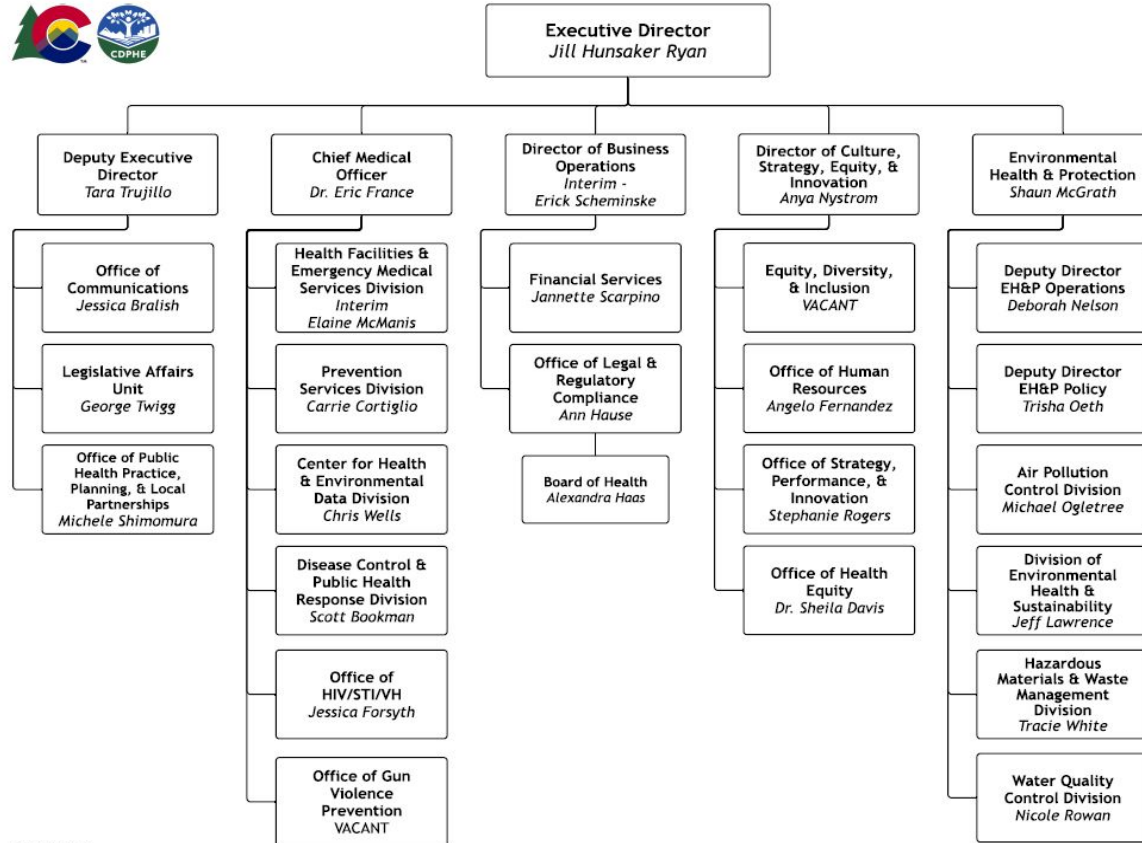 CDPHE
Executive Director
Jill Hunsaker Ryan
Deputy Executive
Director
Tara Trujillo
Office of
Communications
Jessica Bralish
Legislative Affairs
Unit
George Twigg
Office of Public
Health Practice,
Planning, & Local
Partnerships
Michele Shimomura
Chief Medical
Officer
Dr. Eric France
Health Facilities &
Emergency Medical
Services Division
Interim
Elaine McManis
Prevention
Services Division
Carrie Cortiglio
Center for Health
& Environmental
Data Division
Chris Wells
Disease Control &
Public Health
Response Division
Scott Bookman
Office of
HIV/STI/VH
Jessica Forsyth
Office of Gun
Violence
Prevention
VACANT
Director of Business
Operations
Interim -
Erick Scheminske
Financial Services
Jannette Scarpino
Office of Legal &
Regulatory
Compliance
Ann Hause
Board of Health
Alexandra Haas
Director of Culture,
Strategy, Equity, &
Innovation
Anya Nystrom
Equity, Diversity,
& Inclusion
VACANT
Office of Human
Resources
Angelo Fernandez
Office of Strategy,
Performance, &
Innovation
Stephanie Rogers
Office of Health
Equity
Dr. Sheila Davis
Environmental
Health & Protection
Shaun McGrath
Deputy Director
EH&P Operations
Deborah Nelson
Deputy Director
EH&P Policy
Trisha Oeth
Air Pollution
Control Division
Michael Ogletree
Division of
Environmental
Health &
Sustainability
Jeff Lawrence
Hazardous
Materials & Waste
Management
Division
Tracie White
Water Quality
Control Division
Nicole Rowan